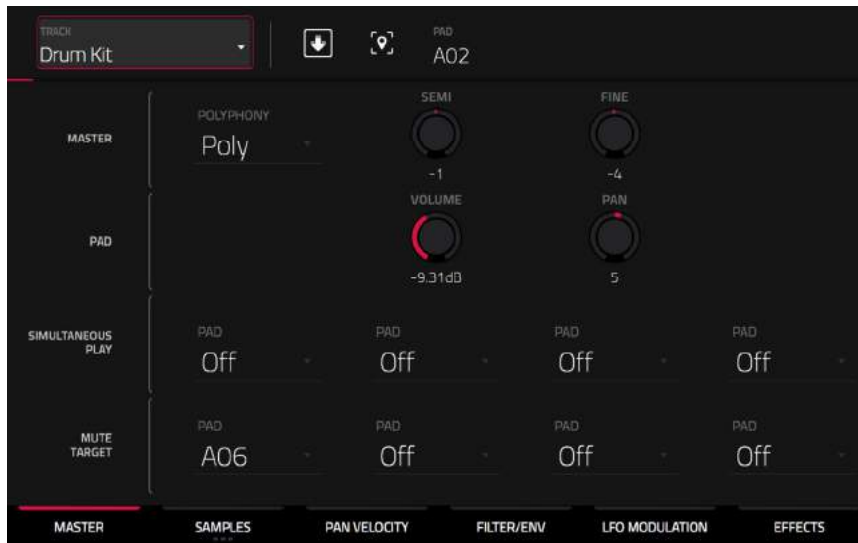 TRACK
Drum Kit
PAD
A02
MASTER
POLYPHONY
Poly
SEMI
-1
FINE
-4
PAD
VOLUME
-9.31dB
PAN
5
SIMULTANEOUS
PLAY
PAD
Off
PAD
Off
PAD
Off
PAD
Off
MUTE
TARGET
PAD
A06
PAD
Off
PAD
Off
PAD
Off
MASTER
SAMPLES
PAN VELOCITY
FILTER/ENV
LFO MODULATION
EFFECTS